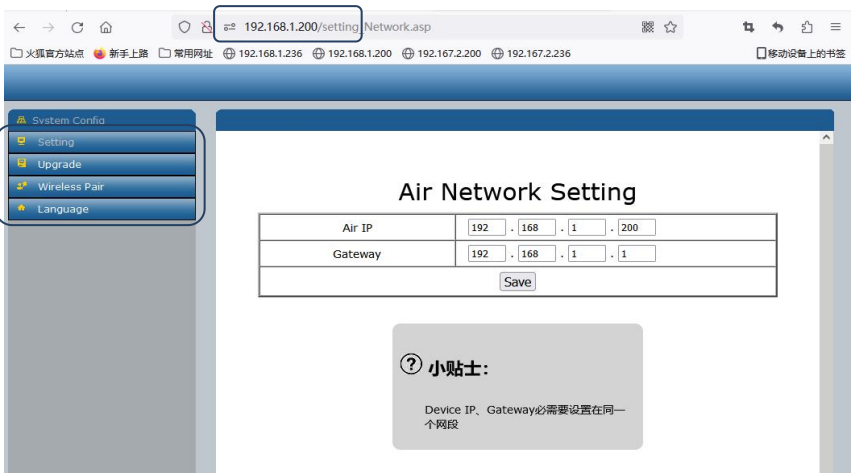 192.168.1.200/setting_Network.asp
火狐官方站点 新手上路 常用网址 192.168.1.236 192.168.1.200 192.167.2.200 192.167.2.236 移动设备上的书签
System Config
Setting
Upgrade
Wireless Pair
Language
Air Network Setting
Air IP 192 . 168 . 1 . 200
Gateway 192 . 168 . 1 . 1
Save
? 小贴士：
Device IP、Gateway必需要设置在同一
个网段